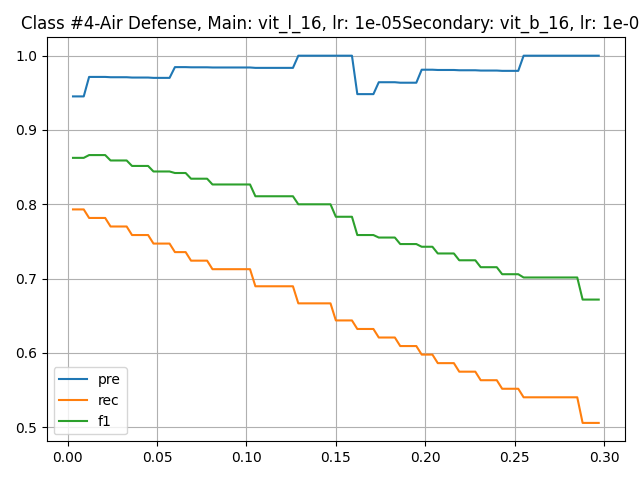 Class #4-Air Defense, Main: vit_l_16, lr: 1e-05Secondary: vit_b_16, lr: 1e-0
1.0
0.9
0.8
0.7
0.6
0.5
pre
rec
f1
0.00 0.05 0.10 0.15 0.20 0.25 0.30